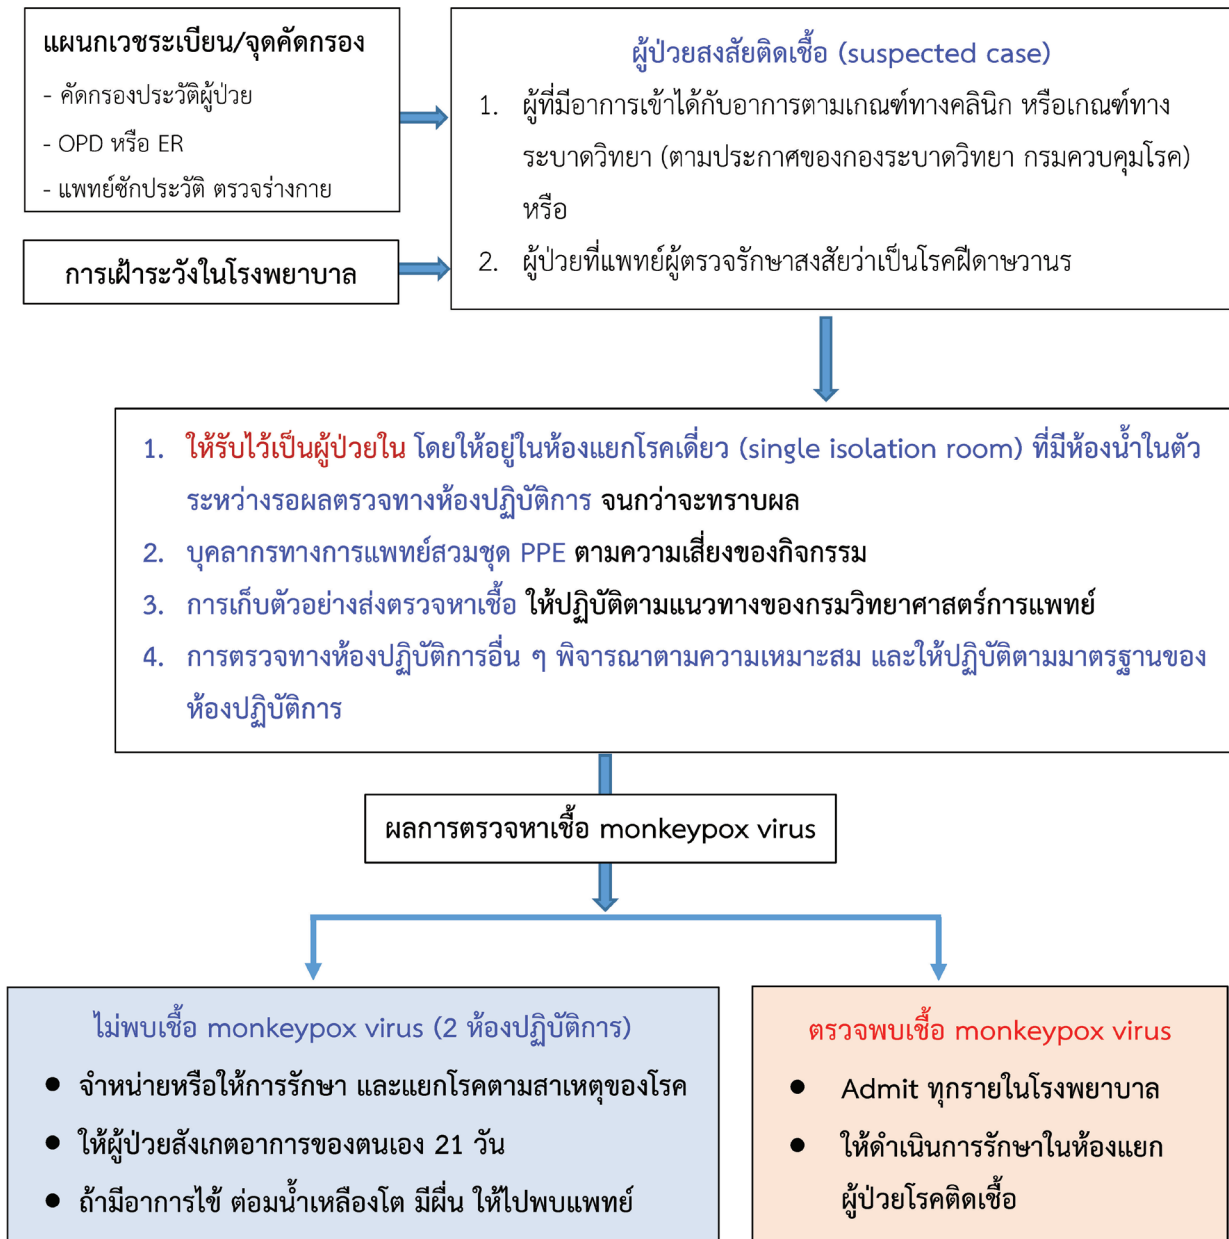 แผนกเวชระเบียน/จุดคัดกรอง
- คัดกรองประวัติผู้ป่วย
- OPD หรือ ER
- แพทย์ซักประวัติ ตรวจร่างกาย
การเฝ้าระวังในโรงพยาบาล
ผู้ป่วยสงสัยติดเชื้อ (suspected case)
1. ผู้ที่มีอาการเข้าได้กับอาการตามเกณฑ์ทางคลินิก หรือเกณฑ์ทาง
ระบาดวิทยา (ตามประกาศของกองระบาดวิทยา กรมควบคุมโรค)
หรือ
2. ผู้ป่วยที่แพทย์ผู้ตรวจรักษาสงสัยว่าเป็นโรคฝีดาษวานร
1. ให้รับไว้เป็นผู้ป่วยใน โดยให้อยู่ในห้องแยกโรคเดี่ยว (single isolation room) ที่มีห้องน้ำในตัว
ระหว่างรอผลตรวจทางห้องปฏิบัติการ จนกว่าจะทราบผล
2. บุคลากรทางการแพทย์สวมชุด PPE ตามความเสี่ยงของกิจกรรม
3. การเก็บตัวอย่างส่งตรวจหาเชื้อ ให้ปฏิบัติตามแนวทางของกรมวิทยาศาสตร์การแพทย์
4. การตรวจทางห้องปฏิบัติการอื่น ๆ พิจารณาตามความเหมาะสม และให้ปฏิบัติตามมาตรฐานของ
ห้องปฏิบัติการ
ผลการตรวจหาเชื้อ monkeypox virus
ไม่พบเชื้อ monkeypox virus (2 ห้องปฏิบัติการ)
● จำหน่ายหรือให้การรักษา และแยกโรคตามสาเหตุของโรค
● ให้ผู้ป่วยสังเกตอาการของตนเอง 21 วัน
● ถ้ามีอาการไข้ ต่อมน้ำเหลืองโต มีผื่น ให้ไปพบแพทย์
ตรวจพบเชื้อ monkeypox virus
● Admit ทุกรายในโรงพยาบาล
● ให้ดำเนินการรักษาในห้องแยก
ผู้ป่วยโรคติดเชื้อ